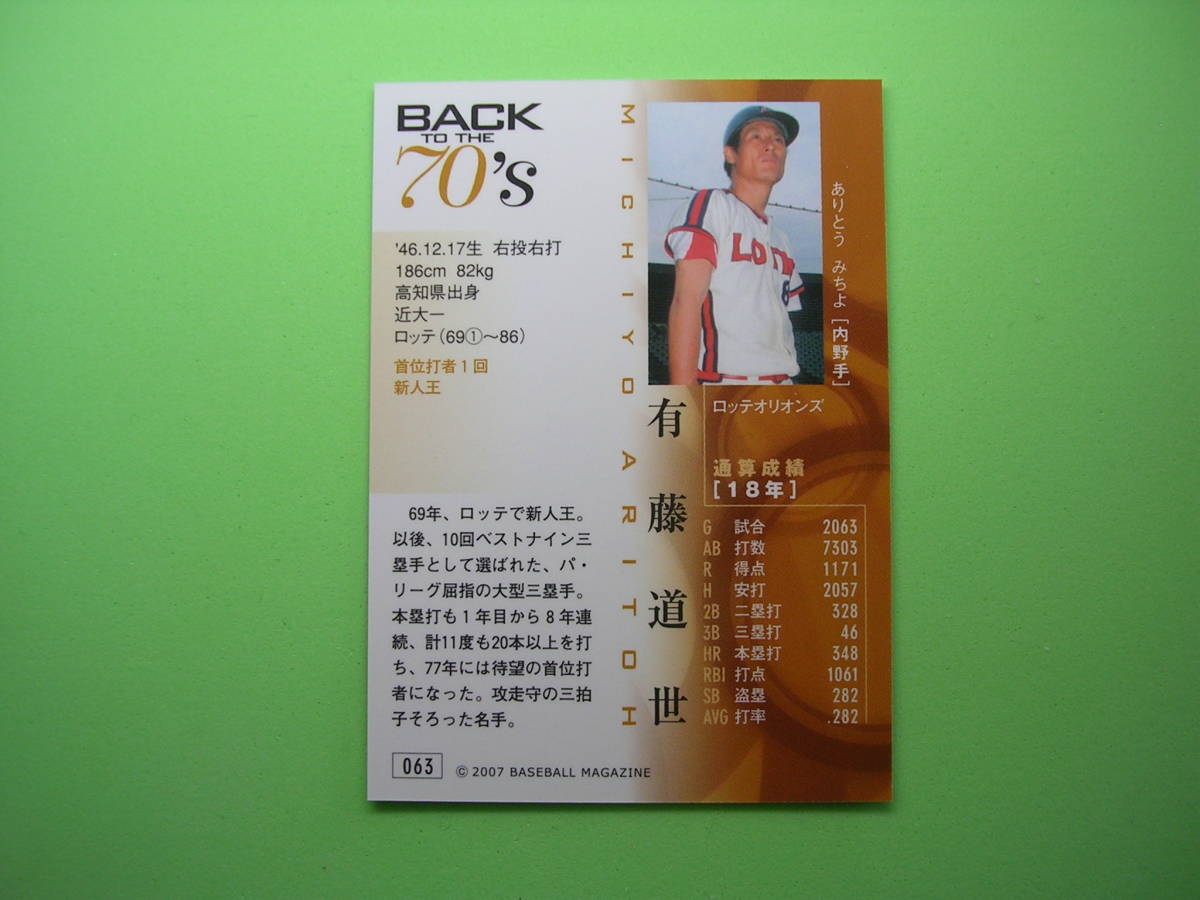 BACK
TO THE
70's
'46.12.17生 右投右打
186cm 82kg
高知県出身
近大一
ロッテ(69①〜86)
首位打者1回
新人王
69年、ロッテで新人王。
以後、10回ベストナイン三
塁手として選ばれた、パ・
リーグ屈指の大型三塁手。
本塁打も1年目から8年連
続、計11度も20本以上を打
ち、77年には待望の首位打
者になった。攻走守の三拍
子そろった名手。
063
© 2007 BASEBALL MAGAZINE
MICHIYO ARITOH
有藤道世
ありとう みちよ [内野手]
ロッテオリオンズ
通算成績
[18年]
G 試合 2063
AB 打数 7303
R 得点 1171
H 安打 2057
2B 二塁打 328
3B 三塁打 46
HR 本塁打 348
RBI 打点 1061
SB 盗塁 282
AVG 打率 .282